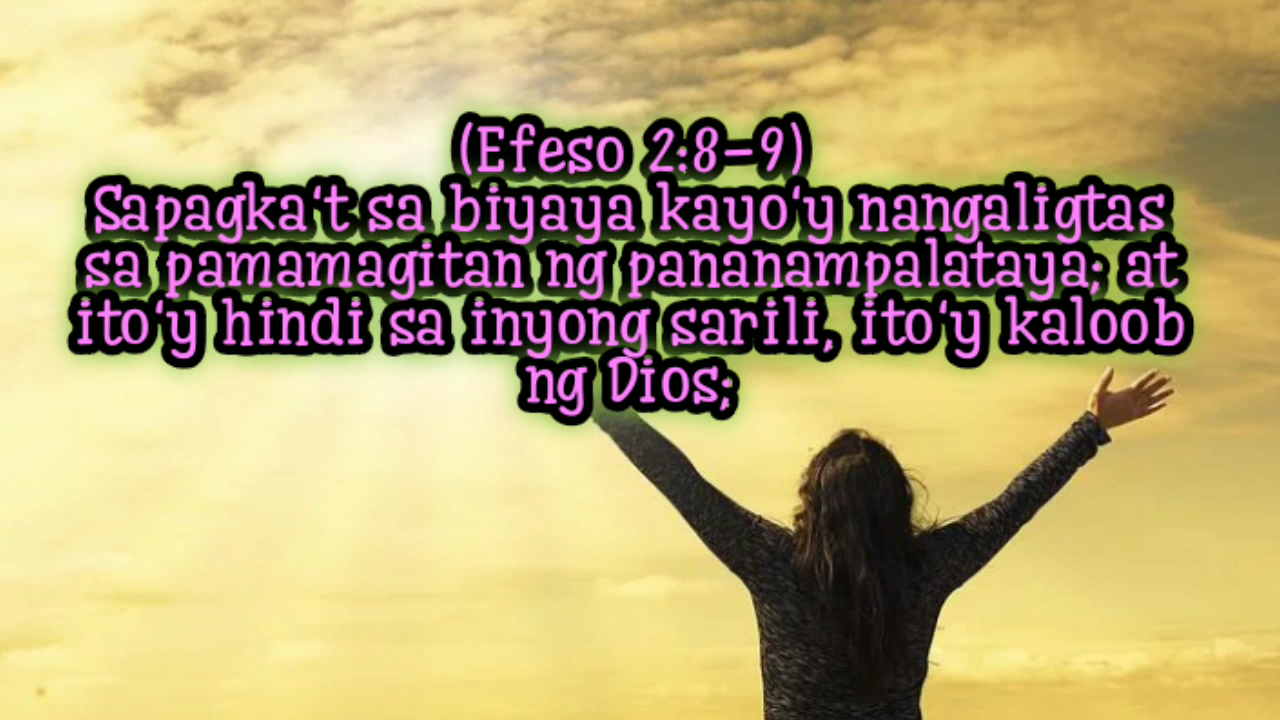 (Efeso 2:8-9)
Sapagka't sa biyaya kayo'y nangaligtas
sa pamamagitan ng pananampalataya; at
ito'y hindi sa inyong sarili, ito'y kaloob
ng Dios;